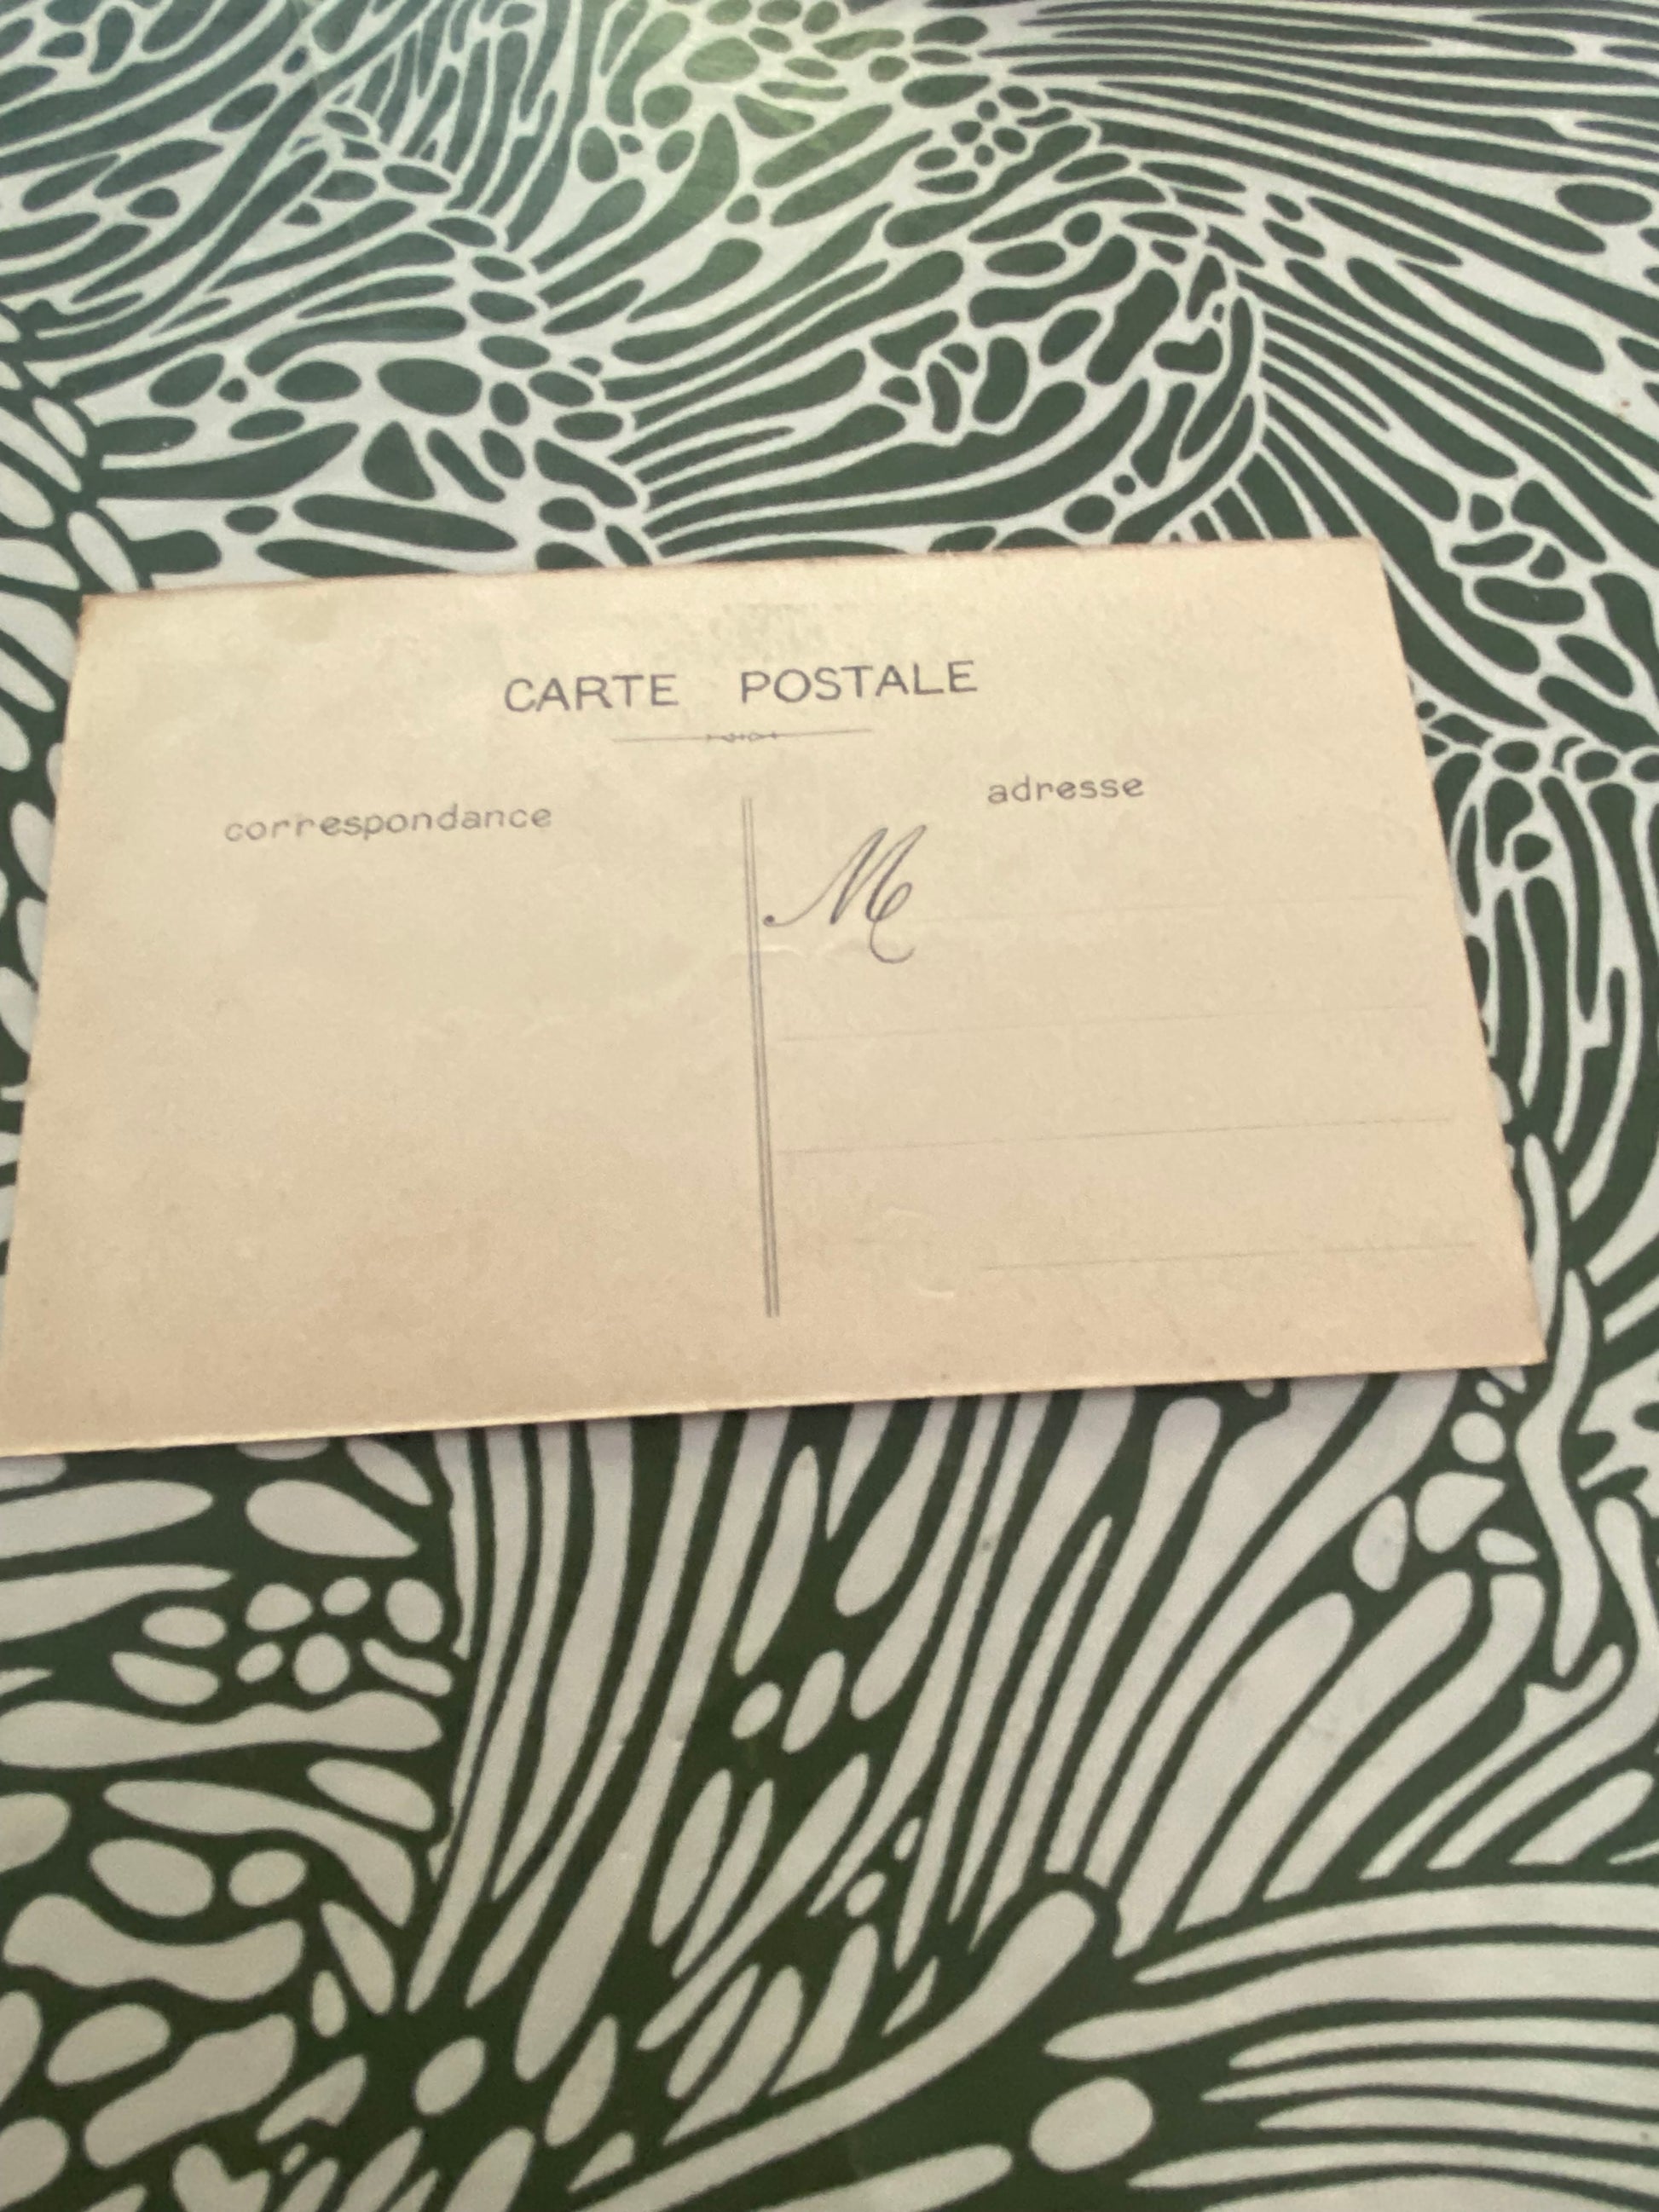 CARTE POSTALE
correspondance
adresse
M